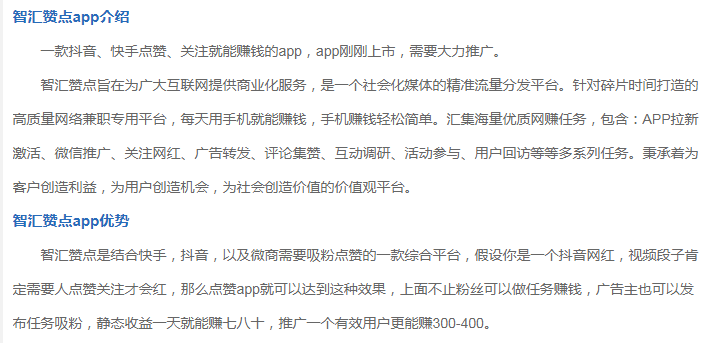 智汇赞点app介绍
一款抖音、快手点赞、关注就能赚钱的app，app刚刚上市，需要大力推广。
智汇赞点旨在为广大互联网提供商业化服务，是一个社会化媒体的精准流量分发平台。针对碎片时间打造的
高质量网络兼职专用平台，每天用手机就能赚钱，手机赚钱轻松简单。汇集海量优质网赚任务，包含：APP拉新
激活、微信推广、关注网红、广告转发、评论集赞、互动调研、活动参与、用户回访等等多系列任务。秉承着为
客户创造利益，为用户创造机会，为社会创造价值的价值观平台。
智汇赞点app优势
智汇赞点是结合快手，抖音，以及微商需要吸粉点赞的一款综合平台，假设你是一个抖音网红，视频段子肯
定需要人点赞关注才会红，那么点赞app就可以达到这种效果，上面不止粉丝可以做任务赚钱，广告主也可以发
布任务吸粉，静态收益一天就能赚七八十，推广一个有效用户更能赚300-400。